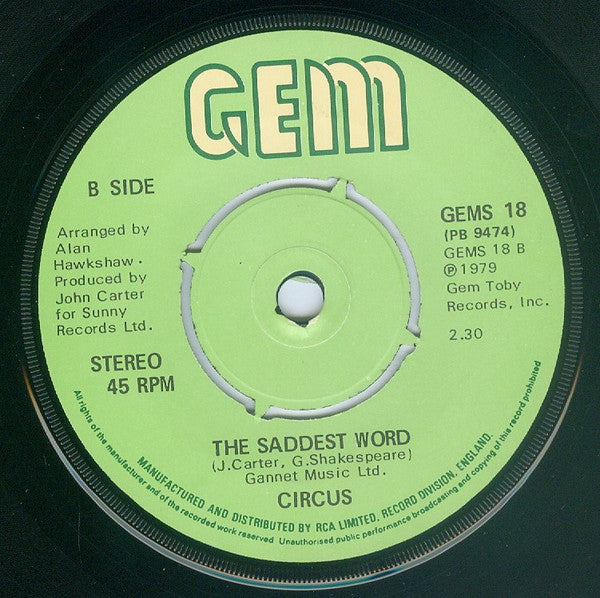 GEM
B SIDE
Arranged by
Alan
Hawkshaw.
Produced by
John Carter
for Sunny
Records Ltd.
STEREO
45 RPM
GEMS 18
(PB 9474)
GEMS 18 B
℗1979
Gem Toby
Records, Inc.
2.30
THE SADDEST WORD
(J.Carter, G.Shakespeare)
Gannet Music Ltd.
CIRCUS
MANUFACTURED AND DISTRIBUTED BY RCA LIMITED. RECORD DIVISION, ENGLAND.
All rights of the manufacturer and of the recorded work reserved. Unauthorised public performance broadcasting and copying of this record prohibited